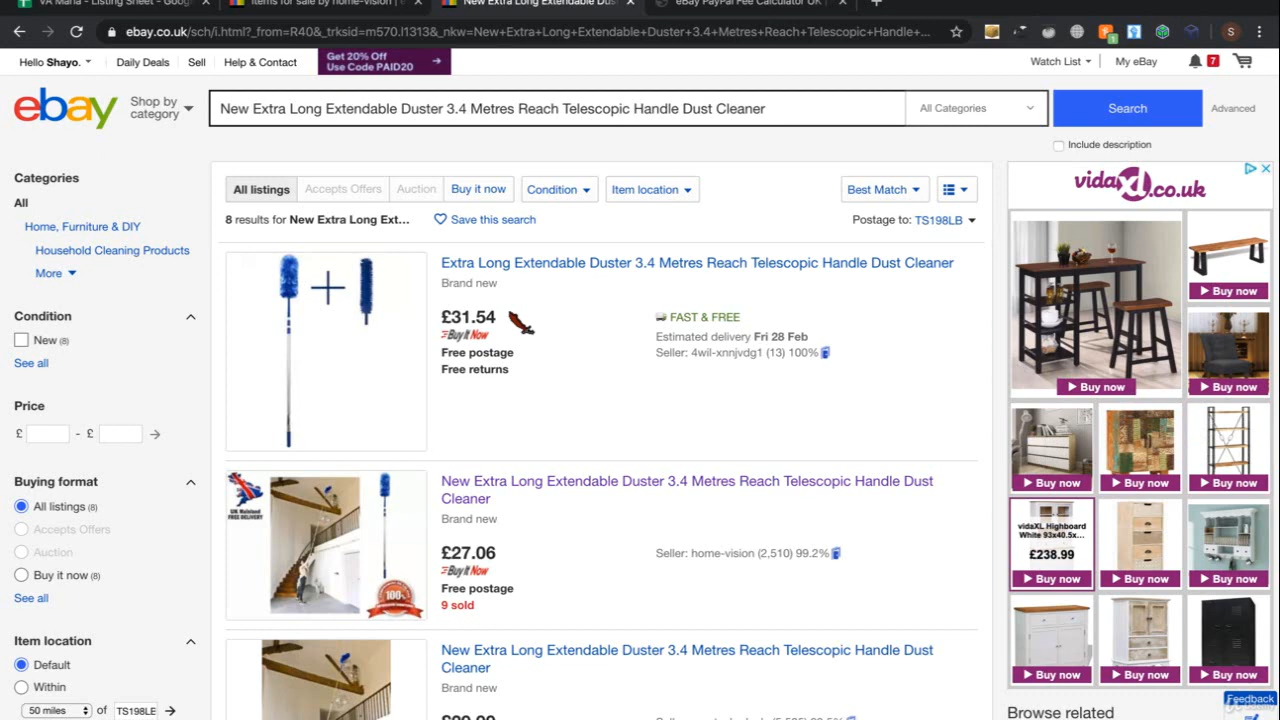 VA Maria - Listing Sheet - Goog
Items for sale by home-vision |
New Extra Long Extendable Dus
eBay PayPal Fee Calculator UK
ebay.co.uk/sch/i.html?_from=R40&_trksid=m570.l1313&_nkw=New+Extra+Long+Extendable+Duster+3.4+Metres+Reach+Telescopic+Handle+...
S
1
Hello Shayo.
Daily Deals
Sell
Help & Contact
Get 20% Off
Use Code PAID20
Watch List
My eBay
7
ebay
Shop by
category
New Extra Long Extendable Duster 3.4 Metres Reach Telescopic Handle Dust Cleaner
All Categories
Search
Advanced
Include description
Categories
All
Home, Furniture & DIY
Household Cleaning Products
More
Condition
New (8)
See all
Price
£ - £
Buying format
All listings (8)
Accepts Offers
Auction
Buy it now (8)
See all
Item location
Default
Within
50 miles of TS198LE
All listings
Accepts Offers
Auction
Buy it now
Condition
Item location
Best Match
8 results for New Extra Long Ext...
Save this search
Postage to: TS198LB
Extra Long Extendable Duster 3.4 Metres Reach Telescopic Handle Dust Cleaner
Brand new
£31.54
Buy It Now
Free postage
Free returns
FAST & FREE
Estimated delivery Fri 28 Feb
Seller: 4wil-xnnjvdg1 (13) 100%
UK Mainland
FREE DELIVERY
100%
New Extra Long Extendable Duster 3.4 Metres Reach Telescopic Handle Dust
Cleaner
Brand new
£27.06
Buy It Now
Free postage
9 sold
Seller: home-vision (2,510) 99.2%
New Extra Long Extendable Duster 3.4 Metres Reach Telescopic Handle Dust
Cleaner
Brand new
vidaXL.co.uk
Buy now
Buy now
Buy now
Buy now
Buy now
Buy now
vidaXL Highboard
White 93x40.5x...
£238.99
Buy now
Buy now
Buy now
Buy now
Buy now
Buy now
Browse related
Feedback